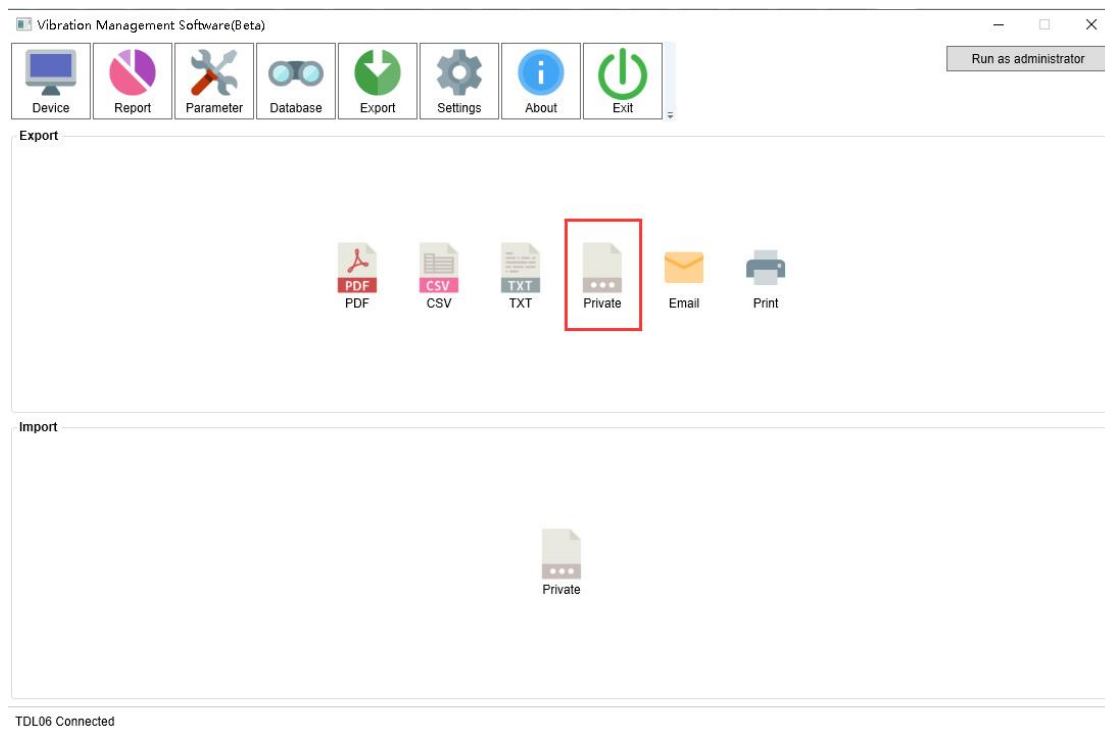 Vibration Management Software(Beta)
Run as administrator
Device Report Parameter Database Export Settings About Exit
Export
PDF CSV TXT
PDF CSV TXT Private Email Print
Import
Private
TDL06 Connected